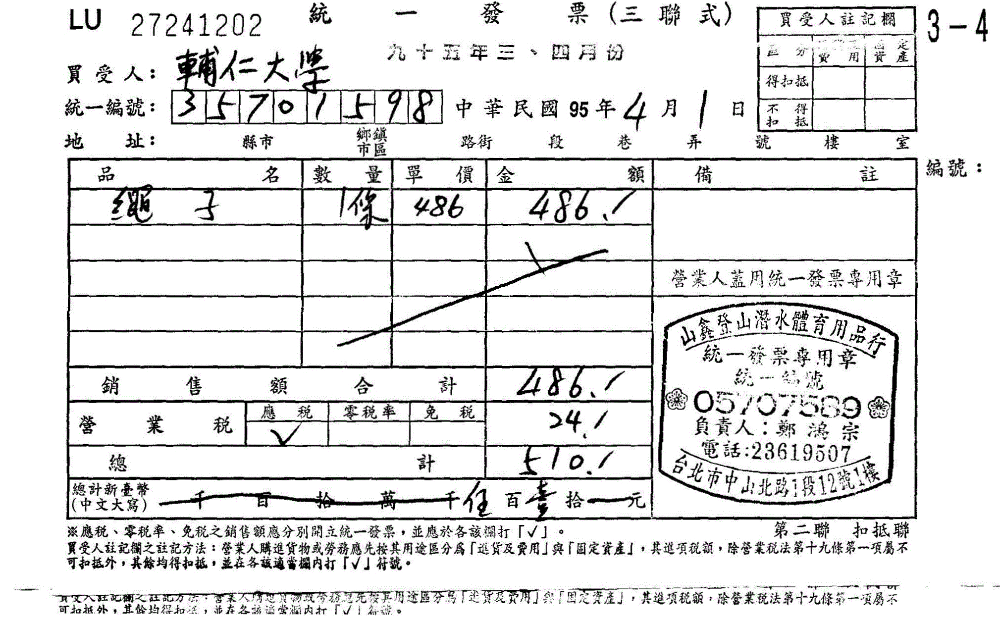 LU 27241202 統一發票(三聯式) 3-4
九十五年三、四月份
買受人註記欄
區分 費用 固定資產
得扣抵
不得扣抵
買受人: 輔仁大學
統一編號: 35701598 中華民國95年4月1日
地址: 縣市 鄉鎮市區 路街 段 巷 弄 號 樓 室
品名 數量 單價 金額 備註 編號:
繩子 1條 486 486.
營業人蓋用統一發票專用章
銷售額合計 486.
營業稅 應稅 零稅率 免稅 24.
✓
總計 510.
總計新臺幣(中文大寫) 千 百 拾 萬 千 伍 百 壹 拾 元
山鑫登山潛水體育用品行
統一發票專用章
統一編號
05707589
負責人:鄭鴻宗
電話:23619507
台北市中山北路1段12號1樓
※應稅、零稅率、免稅之銷售額應分別開立統一發票,並應於各該欄打「✓」。 第二聯 扣抵聯
買受人註記欄之註記方法:營業人購進貨物或勞務應先按其用途區分為「進貨及費用」與「固定資產」,其進項稅額,除營業稅法第十九條第一項屬不
可扣抵外,其餘均得扣抵,並在各該適當欄內打「✓」符號。
買受人註記欄之註記方法:營業人購進貨物或勞務應先按其用途區分為「進貨及費用」與「固定資產」,其進項稅額,除營業稅法第十九條第一項屬不
可扣抵外,其餘均得扣抵,並在各該適當欄內打「✓」符號。